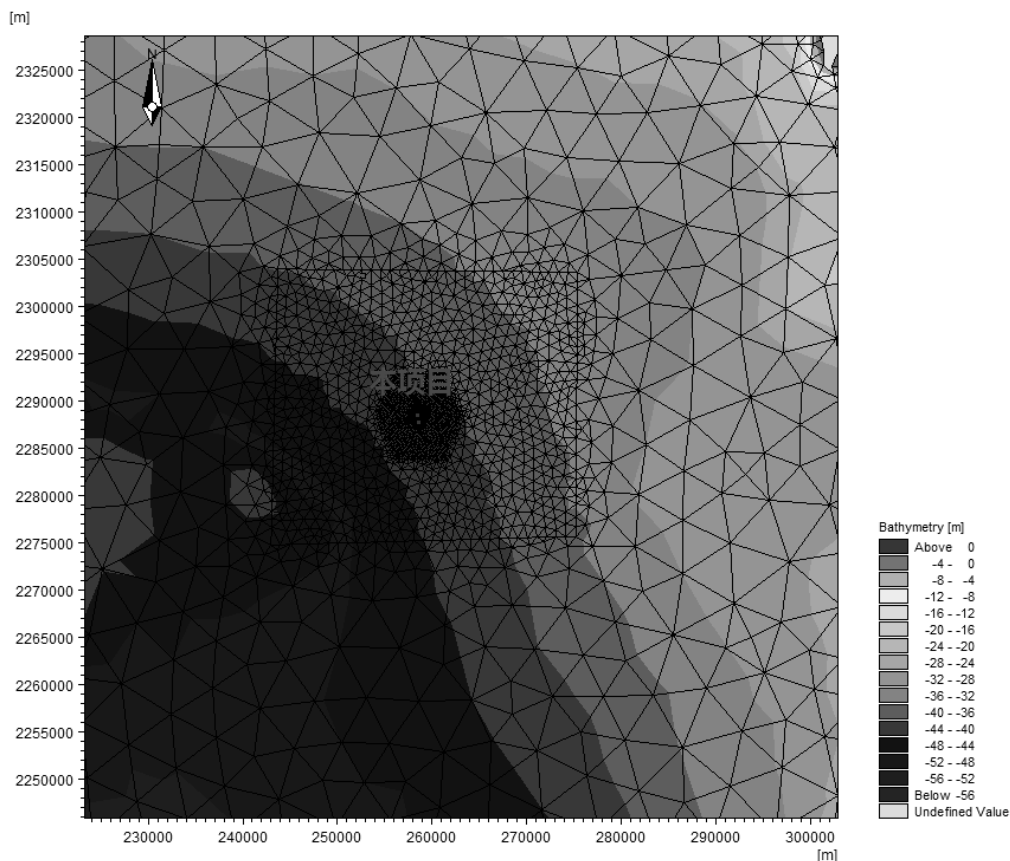 [m]
N
2325000
2320000
2315000
2310000
2305000
2300000
2295000
2290000
2285000
2280000
2275000
2270000
2265000
2260000
2255000
2250000
本项目
230000 240000 250000 260000 270000 280000 290000 300000
[m]
Bathymetry [m]
Above 0
-4 - 0
-8 - -4
-12 - -8
-16 - -12
-20 - -16
-24 - -20
-28 - -24
-32 - -28
-36 - -32
-40 - -36
-44 - -40
-48 - -44
-52 - -48
-56 - -52
Below -56
Undefined Value